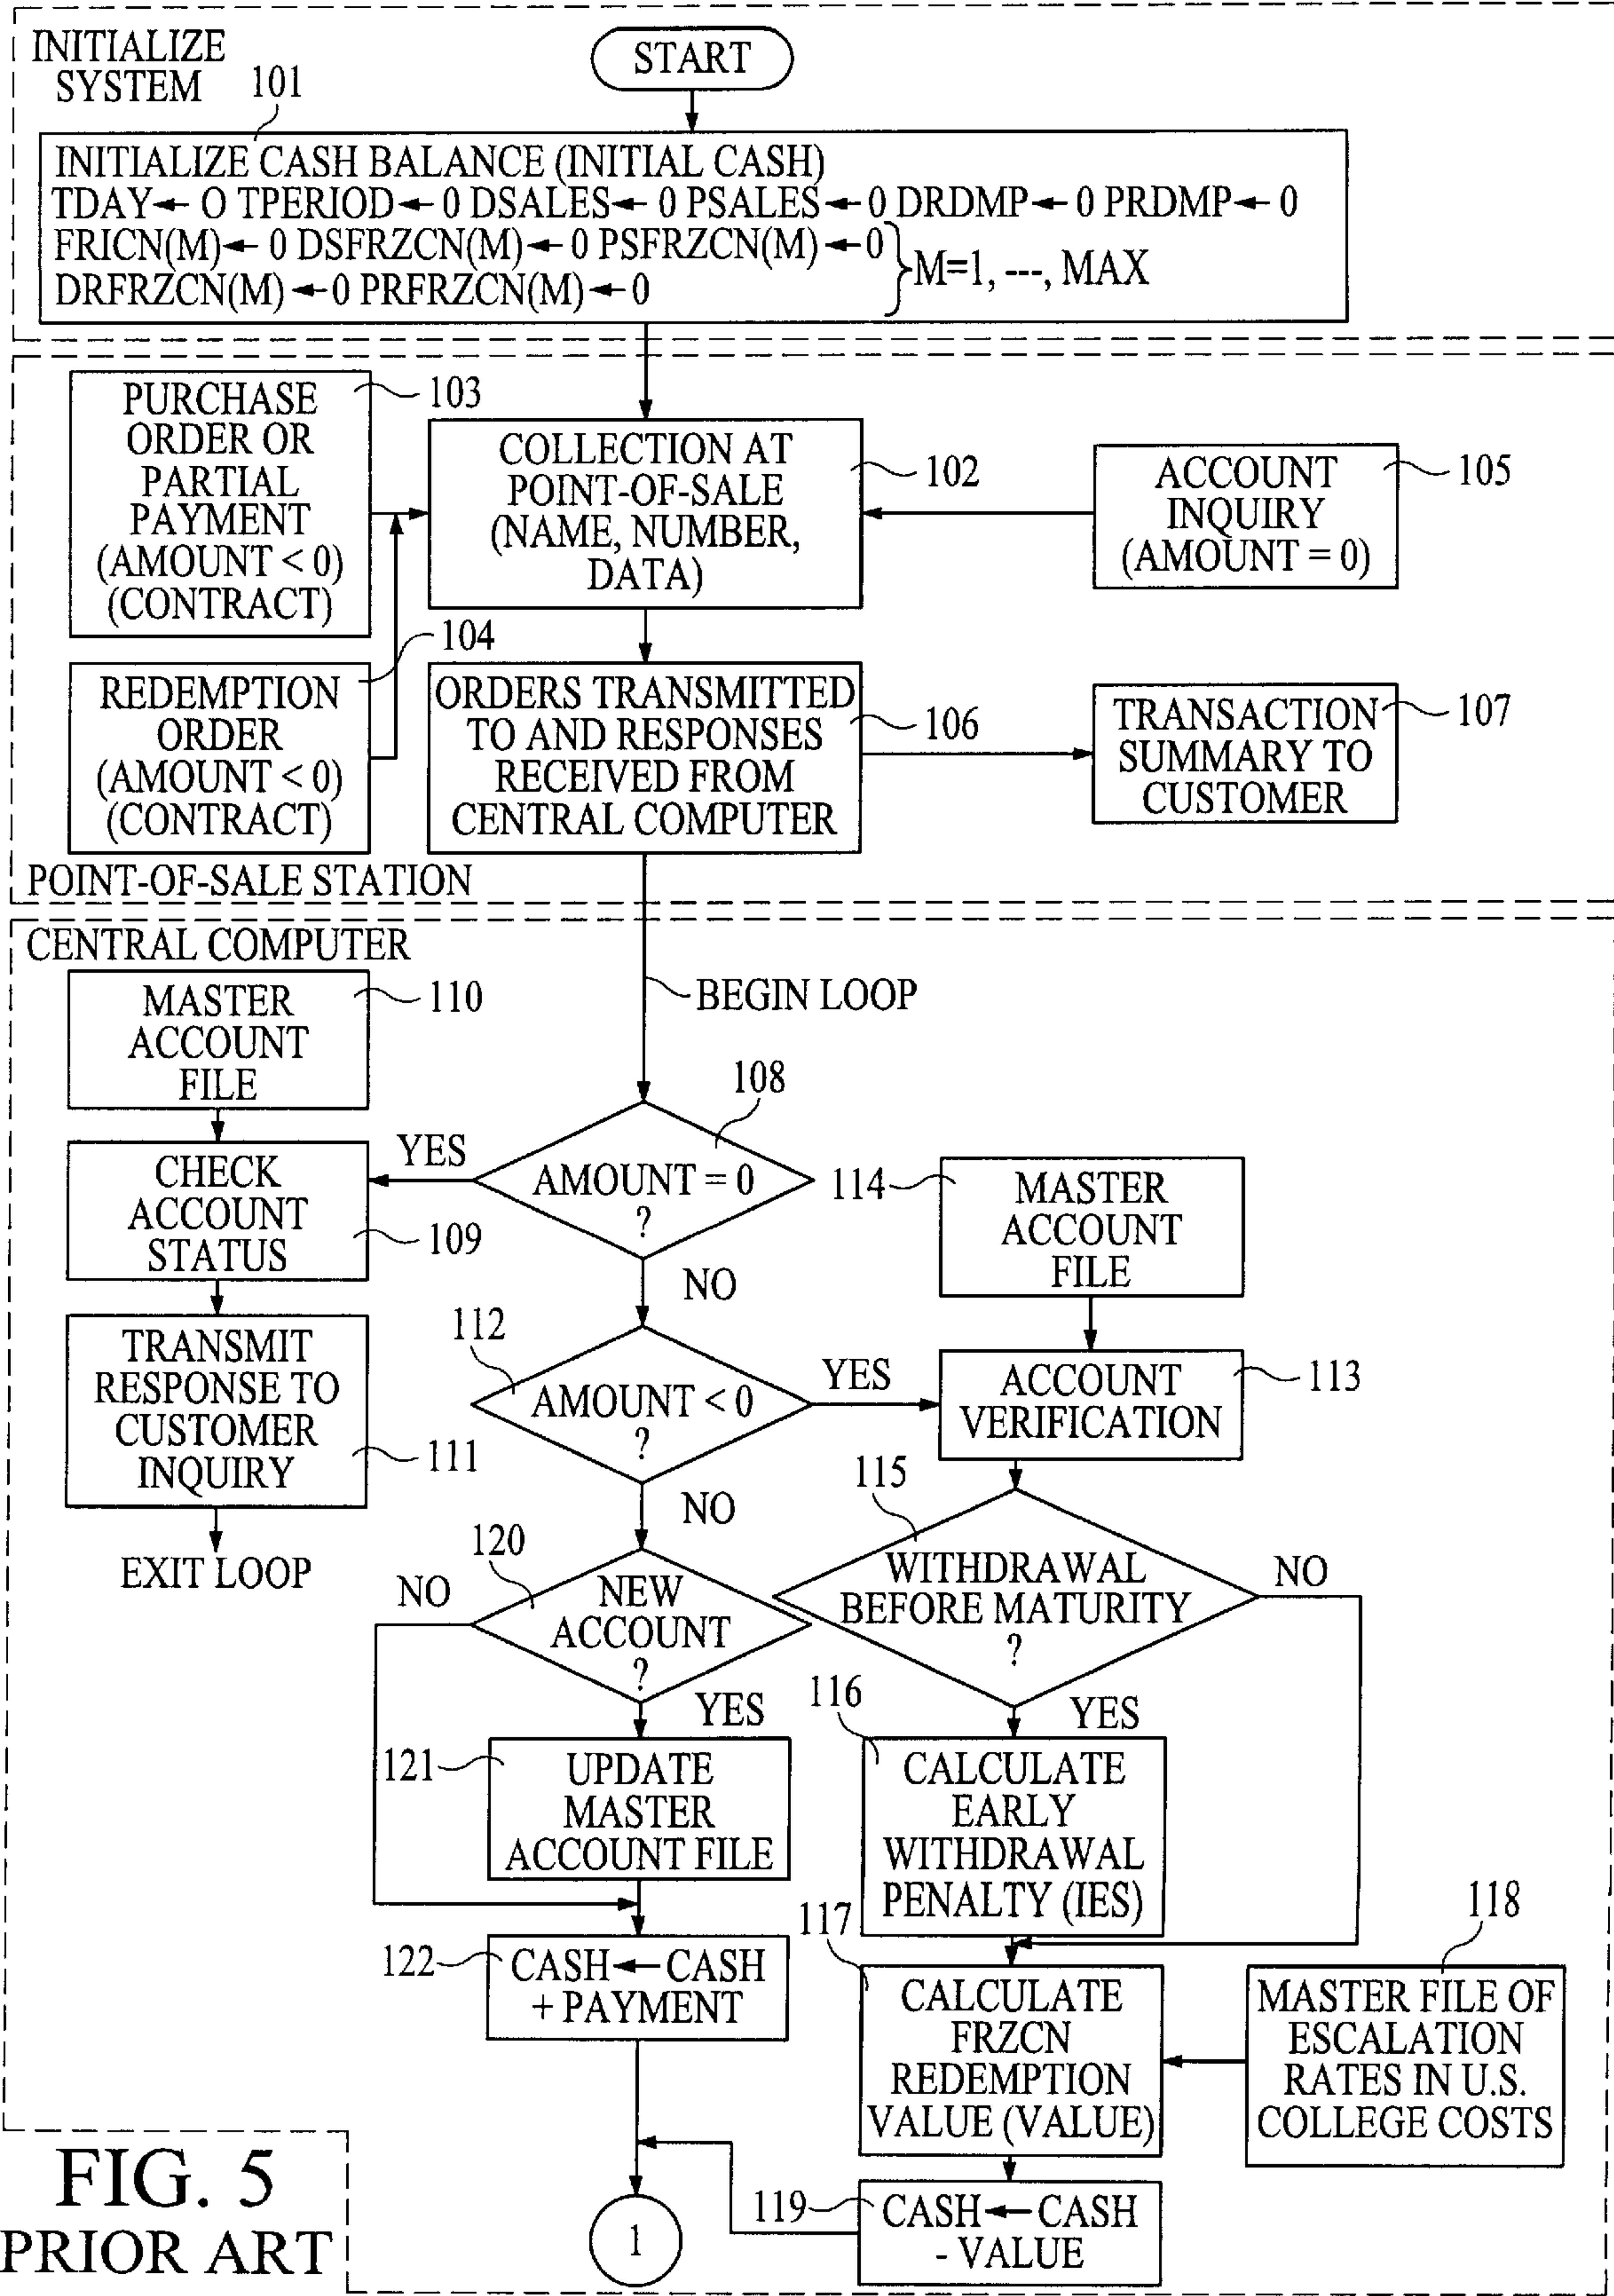 INITIALIZE
SYSTEM
101
START
INITIALIZE CASH BALANCE (INITIAL CASH)
TDAY← O TPERIOD← 0 DSALES← 0 PSALES← 0 DRDMP← 0 PRDMP← 0
FRICN(M)← 0 DSFRZCN(M)← 0 PSFRZCN(M)← 0
DRFRZCN(M)← 0 PRFRZCN(M)← 0
} M=1, ---, MAX
PURCHASE
ORDER OR
PARTIAL
PAYMENT
(AMOUNT < 0)
(CONTRACT)
103
COLLECTION AT
POINT-OF-SALE
(NAME, NUMBER,
DATA)
102
ACCOUNT
INQUIRY
(AMOUNT = 0)
105
104
REDEMPTION
ORDER
(AMOUNT < 0)
(CONTRACT)
ORDERS TRANSMITTED
TO AND RESPONSES
RECEIVED FROM
CENTRAL COMPUTER
106
TRANSACTION
SUMMARY TO
CUSTOMER
107
POINT-OF-SALE STATION
CENTRAL COMPUTER
MASTER
ACCOUNT
FILE
110
BEGIN LOOP
108
AMOUNT = 0
?
YES
NO
CHECK
ACCOUNT
STATUS
109
TRANSMIT
RESPONSE TO
CUSTOMER
INQUIRY
111
EXIT LOOP
114
MASTER
ACCOUNT
FILE
112
AMOUNT < 0
?
YES
NO
ACCOUNT
VERIFICATION
113
115
WITHDRAWAL
BEFORE MATURITY
?
NO
YES
120
NEW
ACCOUNT
?
NO
YES
121
UPDATE
MASTER
ACCOUNT FILE
116
CALCULATE
EARLY
WITHDRAWAL
PENALTY (IES)
122
CASH← CASH
+ PAYMENT
117
CALCULATE
FRZCN
REDEMPTION
VALUE (VALUE)
118
MASTER FILE OF
ESCALATION
RATES IN U.S.
COLLEGE COSTS
119
CASH← CASH
- VALUE
1
FIG. 5
PRIOR ART